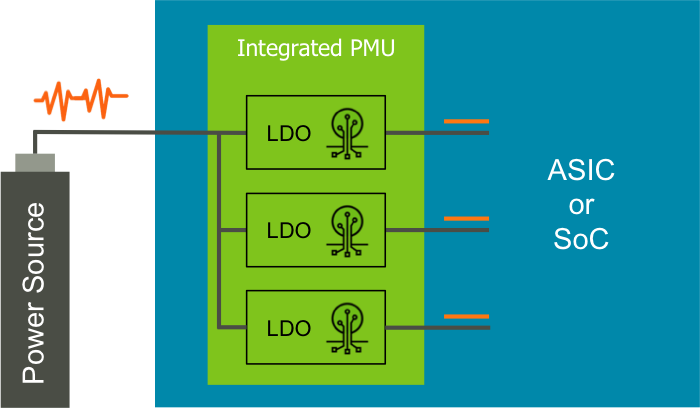 Integrated PMU
LDO
LDO
LDO
ASIC
or
SoC
Power Source